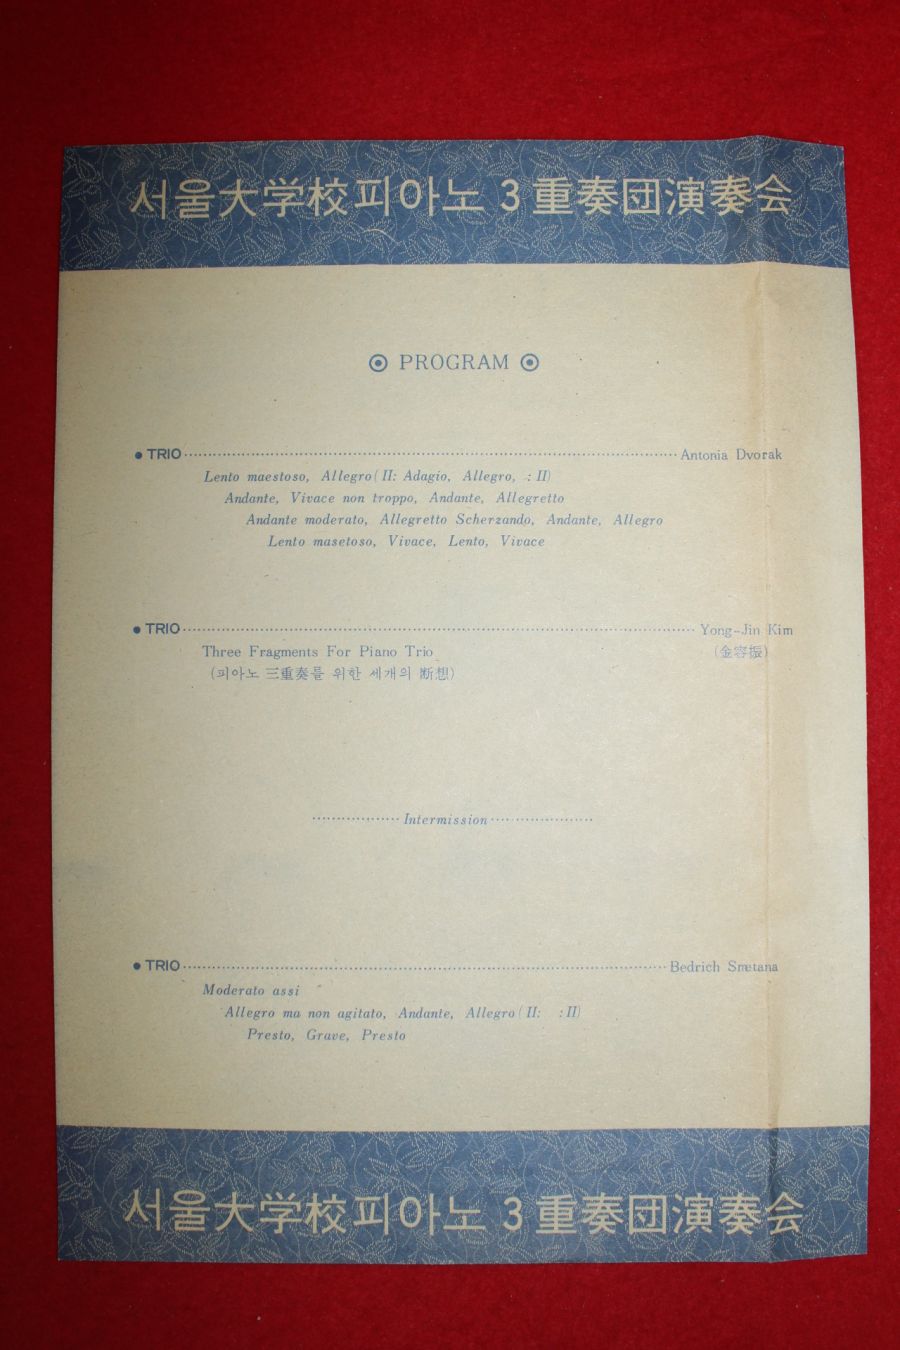 서울大学校피아노 3 重奏団演奏会
◉ PROGRAM ◉
● TRIO ········ Antonia Dvorak
Lento maestoso, Allegro( II: Adagio, Allegro, : II)
Andante, Vivace non troppo, Andante, Allegretto
Andante moderato, Allegretto Scherzando, Andante, Allegro
Lento masetoso, Vivace, Lento, Vivace
● TRIO ········ Yong-Jin Kim
Three Fragments For Piano Trio (金容振)
(피아노 三重奏를 위한 세개의 断想)
········ Intermission ········
● TRIO ········ Bedrich Smetana
Moderato assi
Allegro ma non agitato, Andante, Allegro( II: : II)
Presto, Grave, Presto
서울大学校피아노 3 重奏団演奏会